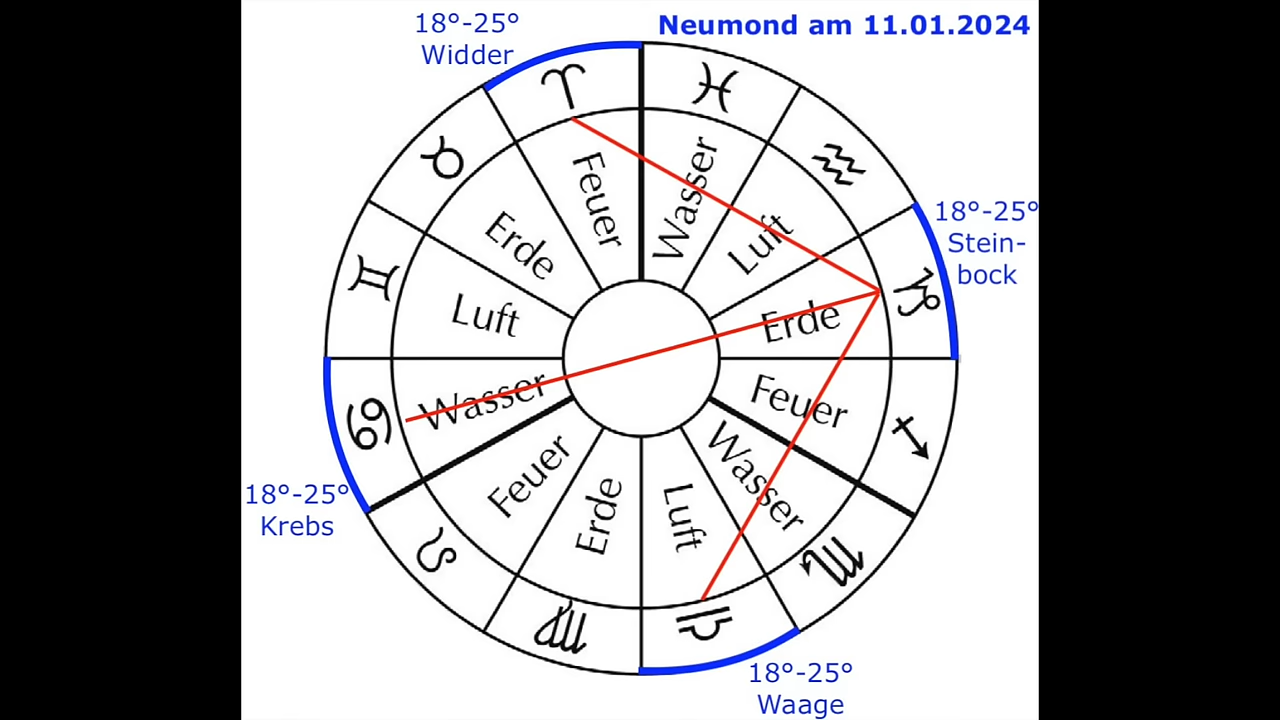 Neumond am 11.01.2024
18°-25°
Widder
♈
♓
♒
♉
18°-25°
Stein-
bock
♑
♊
♋
♐
18°-25°
Krebs
♌
♍
♎
♏
Feuer
Wasser
Luft
Erde
Feuer
Wasser
Luft
Erde
Feuer
Wasser
Luft
Erde
18°-25°
Waage